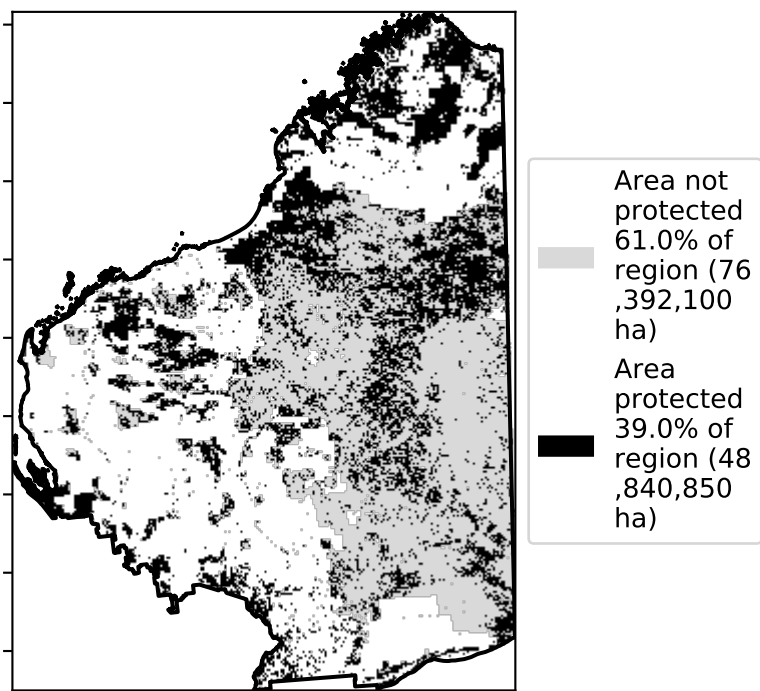 Area not
protected
61.0% of
region (76
,392,100
ha)
Area
protected
39.0% of
region (48
,840,850
ha)